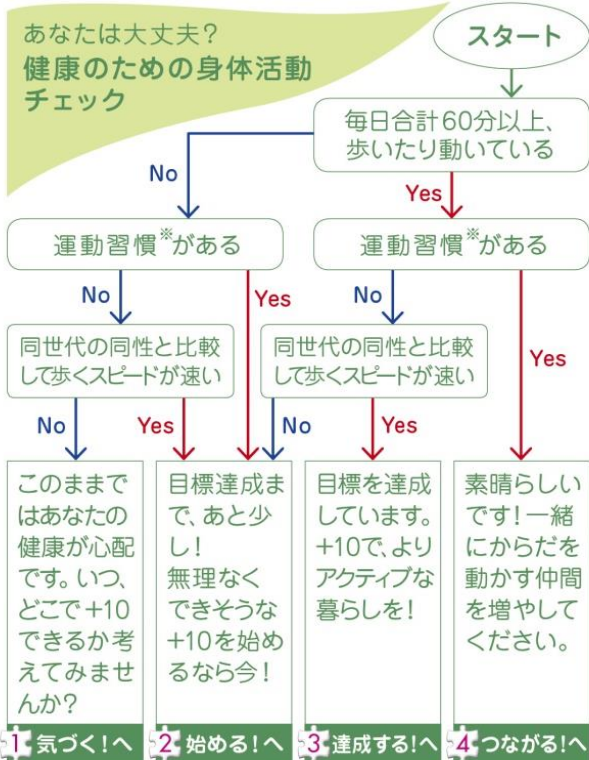 あなたは大丈夫?
健康のための身体活動
チェック
スタート
毎日合計60分以上、
歩いたり動いている
No
Yes
運動習慣※がある
運動習慣※がある
No
Yes
No
Yes
同世代の同性と比較
して歩くスピードが速い
同世代の同性と比較
して歩くスピードが速い
No
Yes
No
Yes
このままで
はあなたの
健康が心配
です。いつ、
どこで+10
できるか考
えてみませ
んか?
目標達成ま
で、あと少
し!
無理なく
できそうな
+10を始め
るなら今!
目標を達成
しています。
+10で、より
アクティブな
暮らしを!
素晴らしい
です!一緒
にからだを
動かす仲間
を増やして
ください。
1 気づく!へ
2 始める!へ
3 達成する!へ
4 つながる!へ